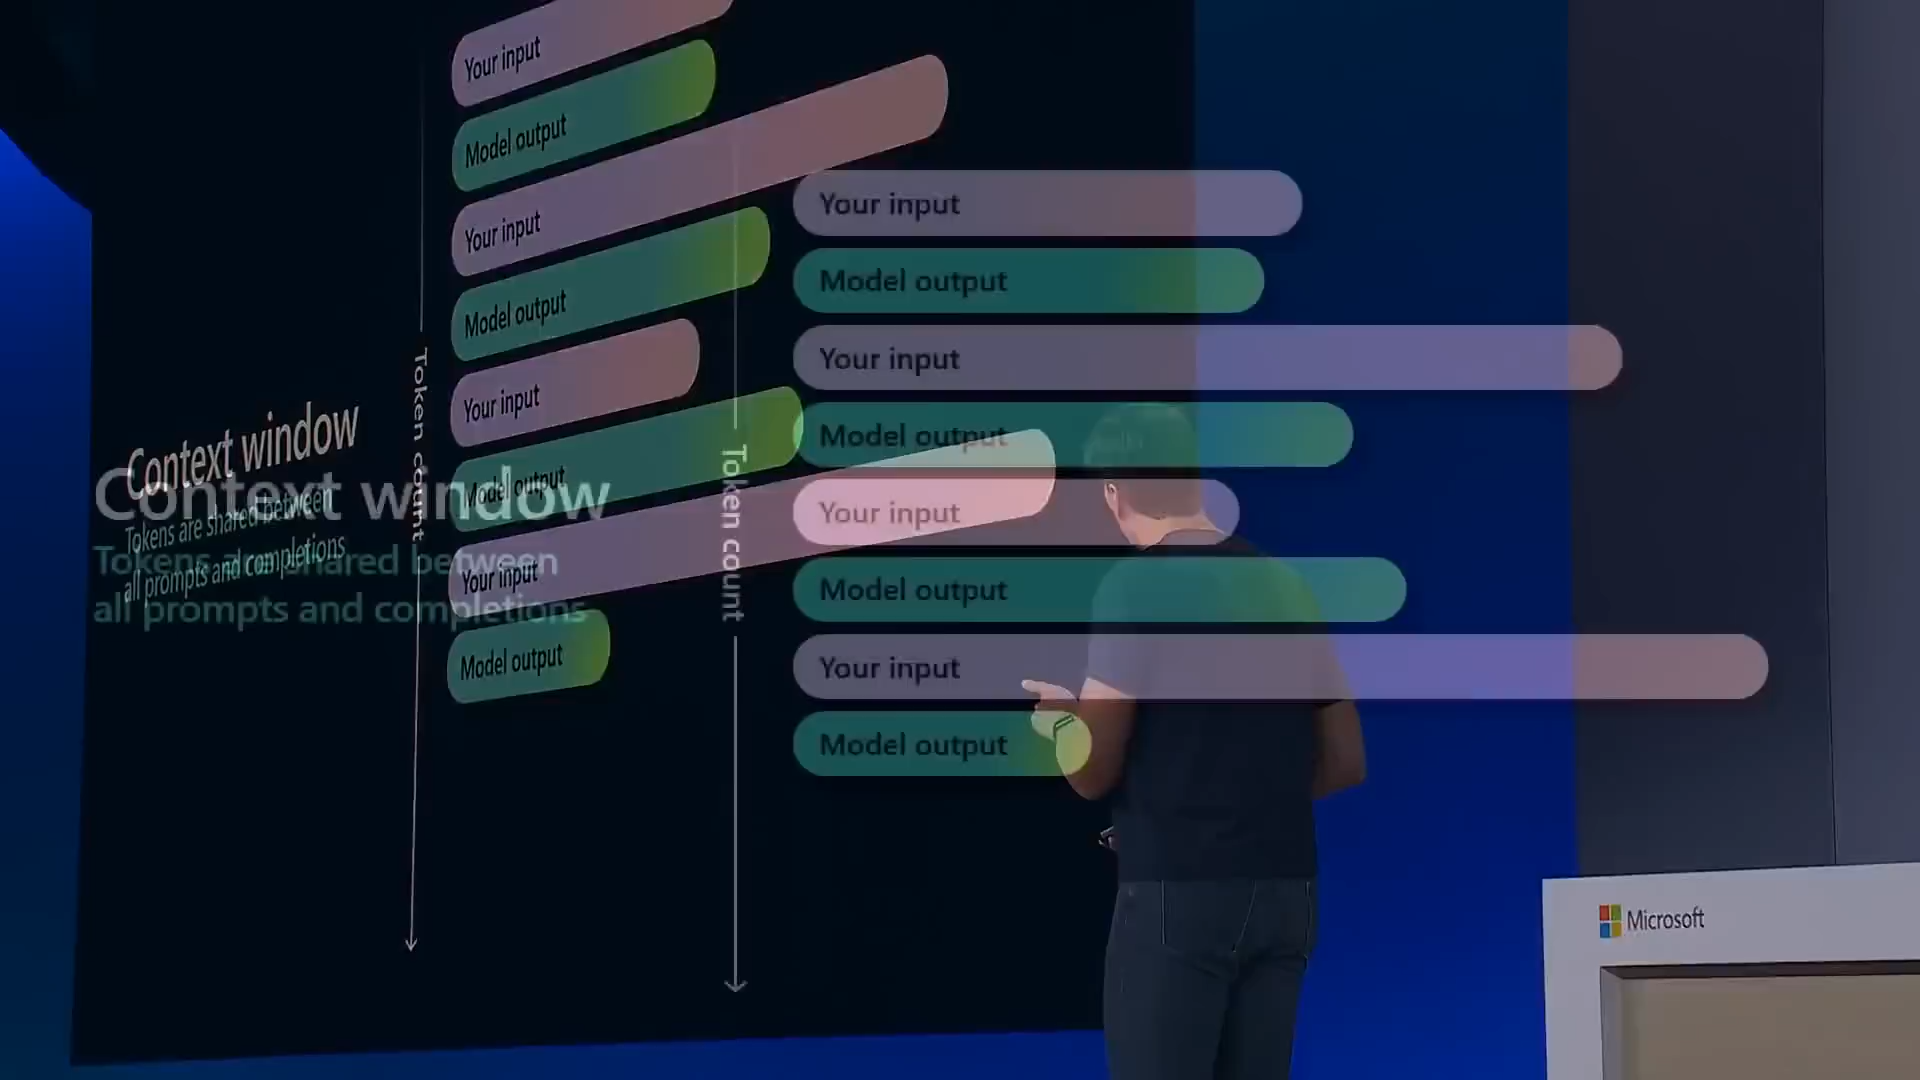 Your input
Model output
Your input
Model output
Your input
Model output
Your input
Model output
Token count
Context window
Tokens are shared between
all prompts and completions
Context window
Tokens are shared between
all prompts and completions
Token count
Your input
Model output
Your input
Model output
Your input
Model output
Your input
Model output
Microsoft